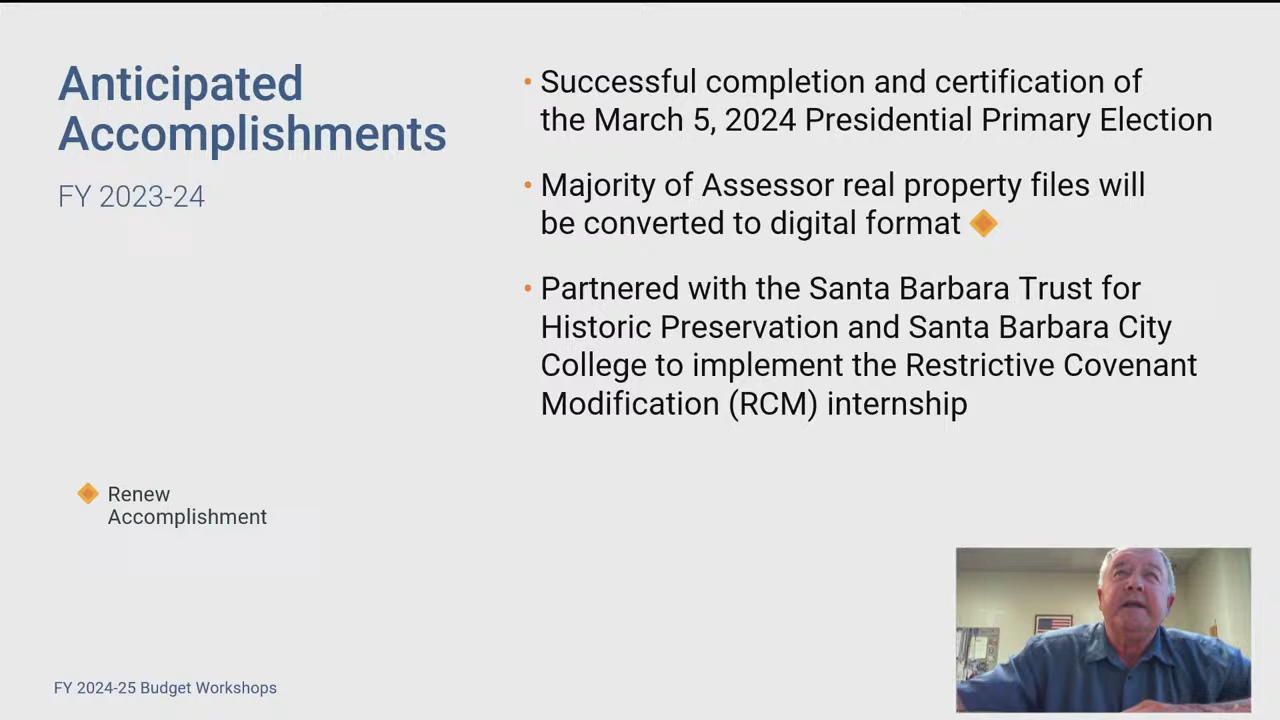 Anticipated
Accomplishments
FY 2023-24
• Successful completion and certification of
the March 5, 2024 Presidential Primary Election
• Majority of Assessor real property files will
be converted to digital format
• Partnered with the Santa Barbara Trust for
Historic Preservation and Santa Barbara City
College to implement the Restrictive Covenant
Modification (RCM) internship
Renew
Accomplishment
FY 2024-25 Budget Workshops